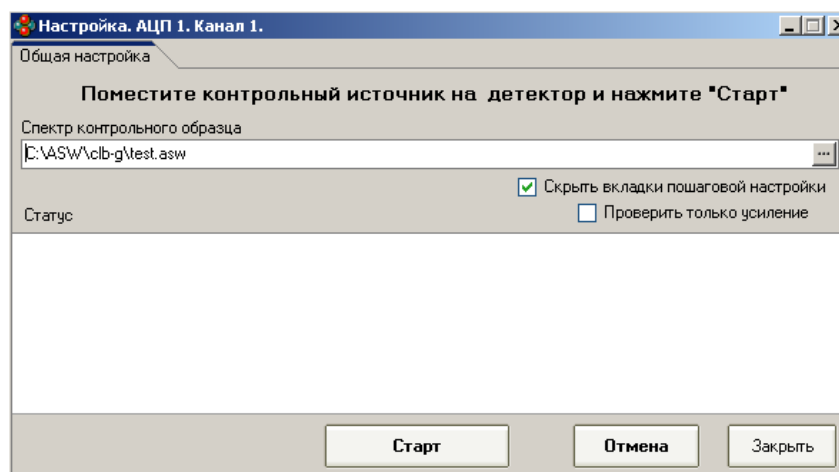 Настройка. АЦП 1. Канал 1.
Общая настройка
Поместите контрольный источник на детектор и нажмите "Старт"
Спектр контрольного образца
C:\ASW\clb-g\test.asw
...
Скрыть вкладки пошаговой настройки
Проверить только усиление
Статус
Старт
Отмена
Закрыть